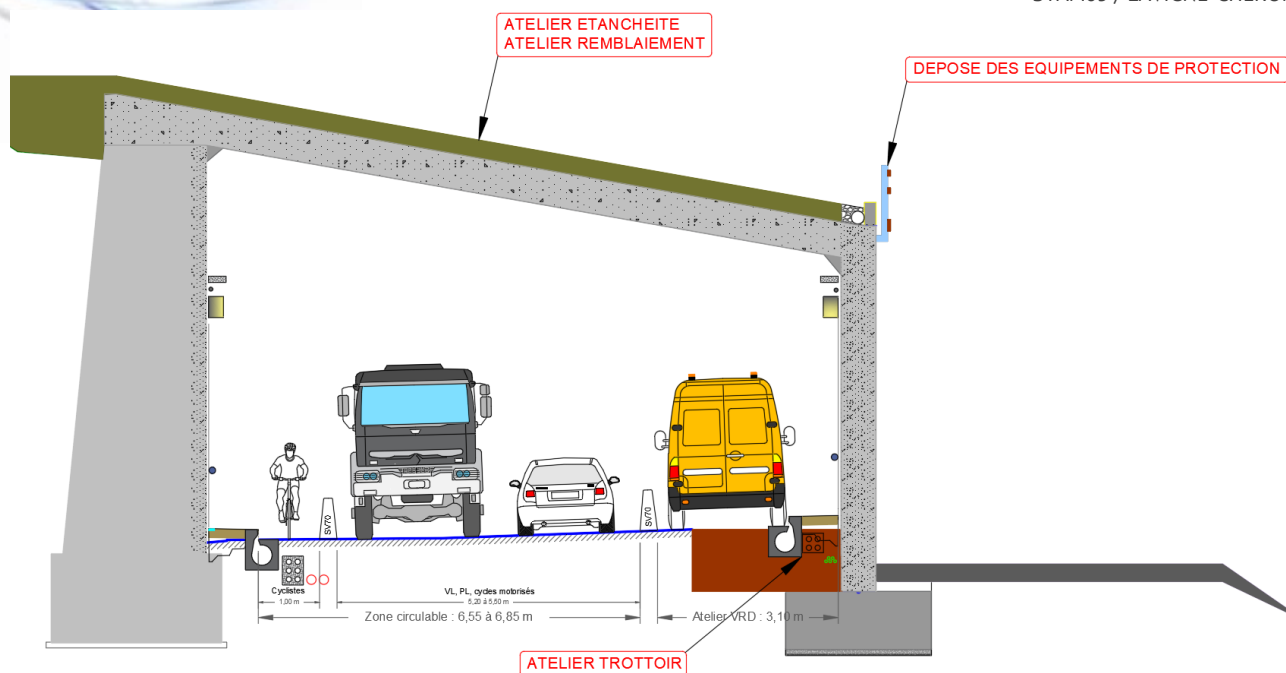 ATELIER ETANCHEITE
ATELIER REMBLAIEMENT
DEPOSE DES EQUIPEMENTS DE PROTECTION
SV70
SV70
Cyclistes
1,00 m
VL, PL, cycles motorisés
5,20 à 5,50 m
Zone circulable : 6,55 à 6,85 m
Atelier VRD : 3,10 m
ATELIER TROTTOIR